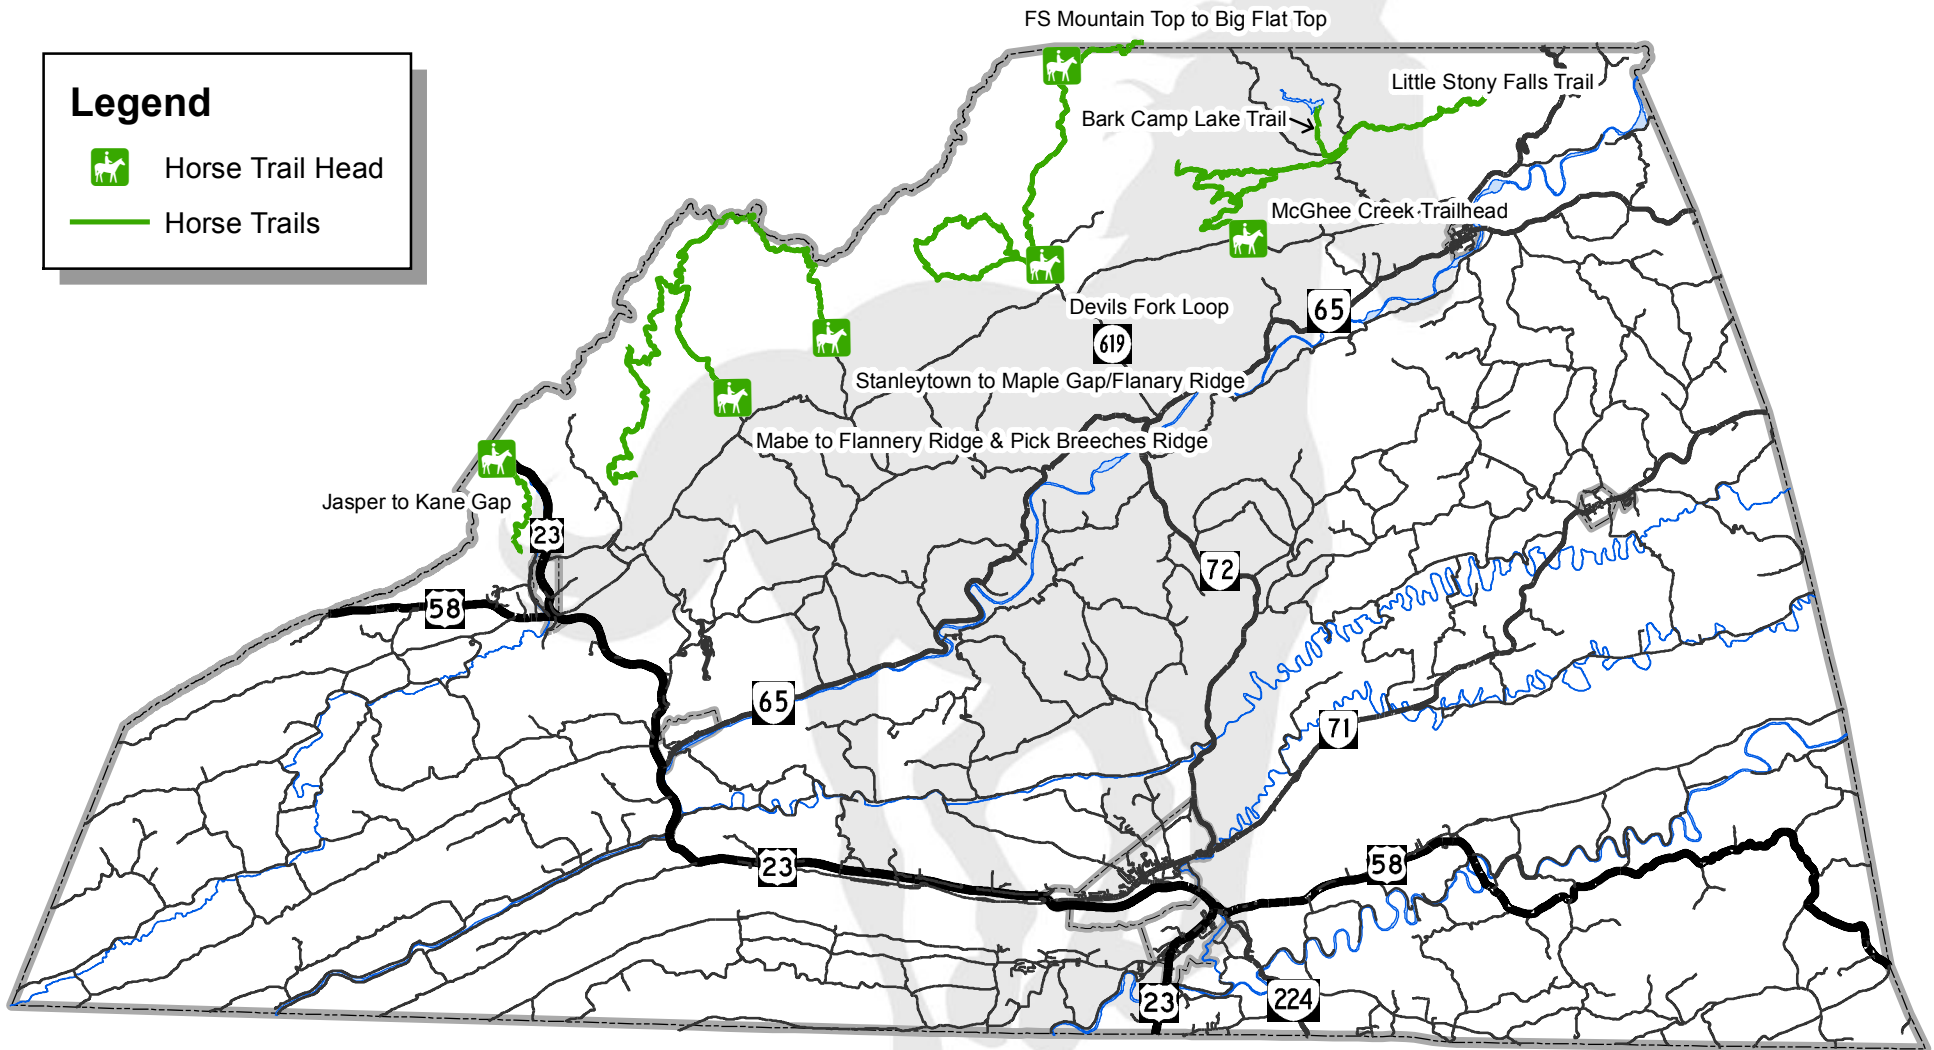 FS Mountain Top to Big Flat Top
Legend
Horse Trail Head
Horse Trails
Little Stony Falls Trail
Bark Camp Lake Trail
McGhee Creek Trailhead
Devils Fork Loop
65
619
Stanleytown to Maple Gap/Flanary Ridge
Mabe to Flannery Ridge & Pick Breeches Ridge
Jasper to Kane Gap
23
72
58
65
71
23
58
23
224